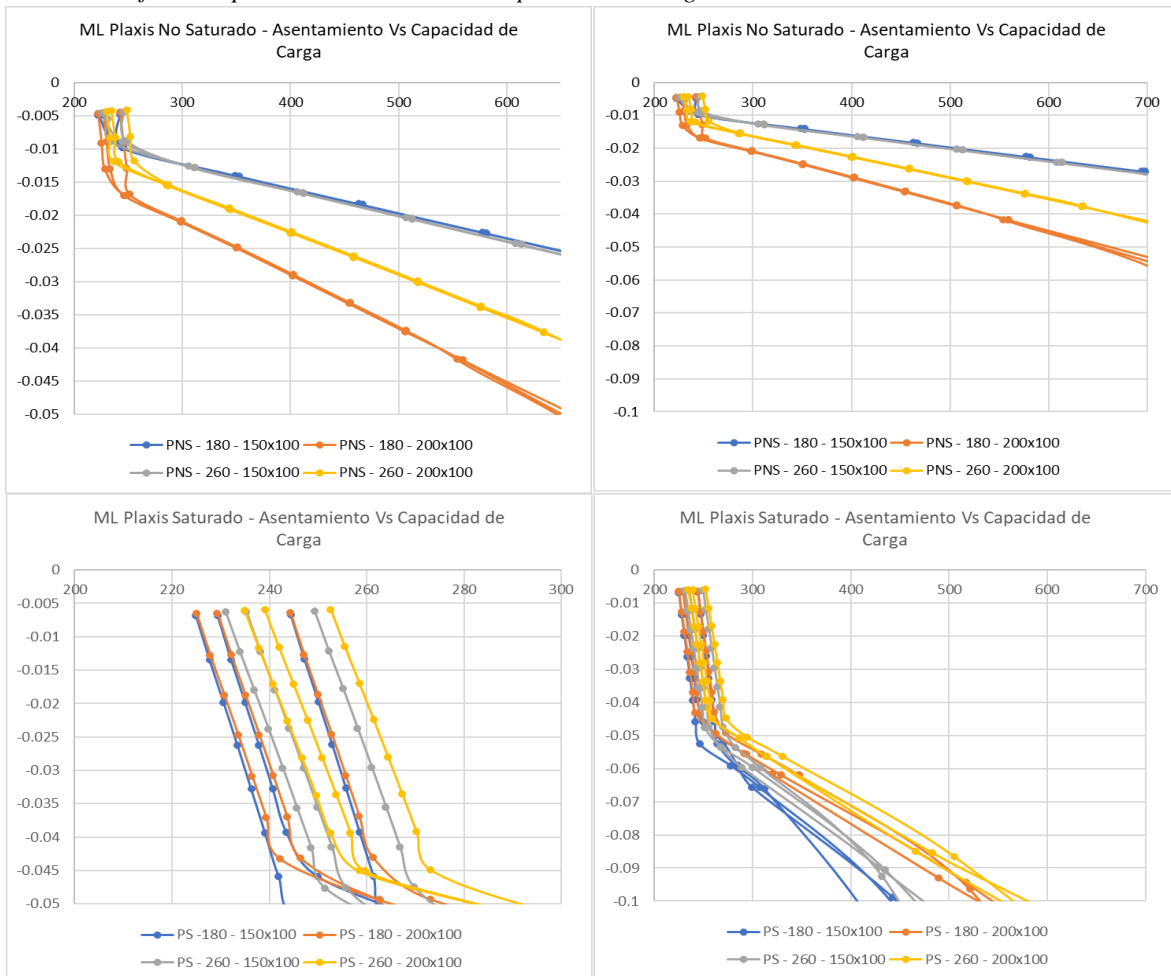 ML Plaxis No Saturado - Asentamiento Vs Capacidad de
Carga
0
200 300 400 500 600
-0.005
-0.01
-0.015
-0.02
-0.025
-0.03
-0.035
-0.04
-0.045
-0.05
PNS - 180 - 150x100 PNS - 180 - 200x100
PNS - 260 - 150x100 PNS - 260 - 200x100
ML Plaxis No Saturado - Asentamiento Vs Capacidad de
Carga
0
200 300 400 500 600 700
-0.01
-0.02
-0.03
-0.04
-0.05
-0.06
-0.07
-0.08
-0.09
-0.1
PNS - 180 - 150x100 PNS - 180 - 200x100
PNS - 260 - 150x100 PNS - 260 - 200x100
ML Plaxis Saturado - Asentamiento Vs Capacidad de
Carga
0
200 220 240 260 280 300
-0.005
-0.01
-0.015
-0.02
-0.025
-0.03
-0.035
-0.04
-0.045
-0.05
PS -180 - 150x100 PS - 180 - 200x100
PS - 260 - 150x100 PS - 260 - 200x100
ML Plaxis Saturado - Asentamiento Vs Capacidad de
Carga
0
200 300 400 500 600 700
-0.01
-0.02
-0.03
-0.04
-0.05
-0.06
-0.07
-0.08
-0.09
-0.1
PS -180 - 150x100 PS - 180 - 200x100
PS - 260 - 150x100 PS - 260 - 200x100